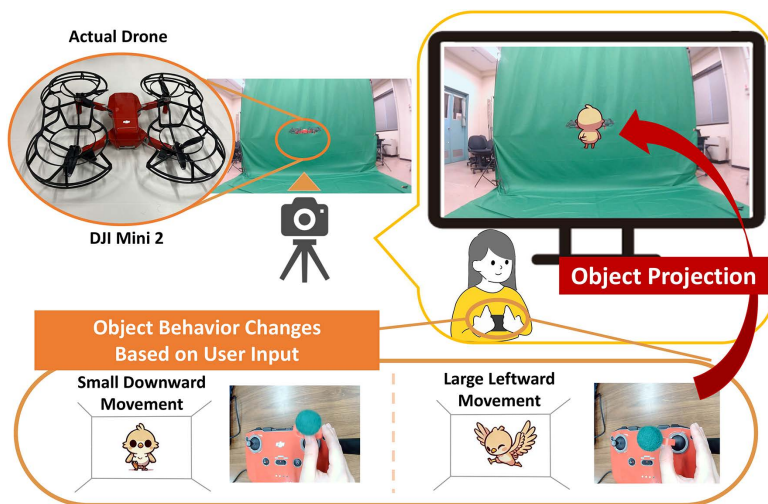 Actual Drone
DJI Mini 2
Object Projection
Object Behavior Changes
Based on User Input
Small Downward
Movement
Large Leftward
Movement